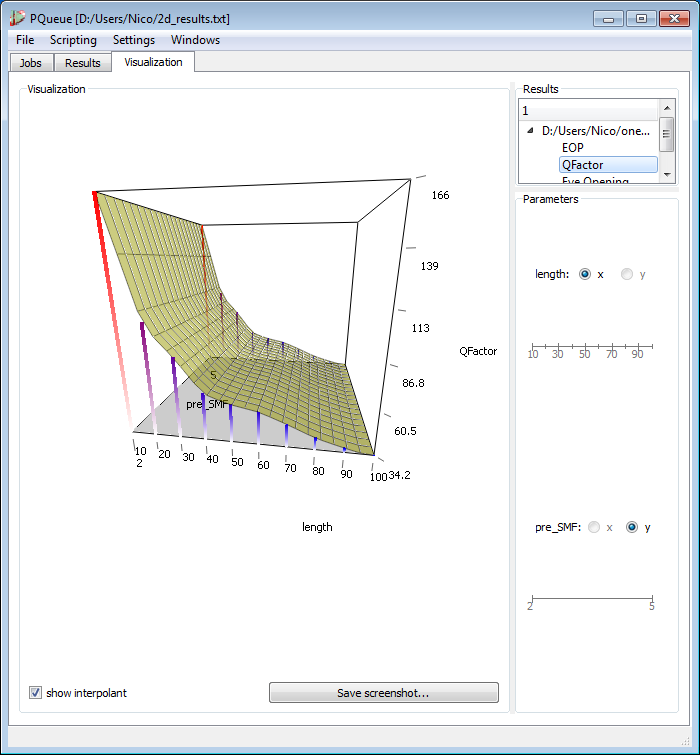 PQueue [D:/Users/Nico/2d_results.txt]
File Scripting Settings Windows
Jobs Results Visualization
Visualization
166
139
113
QFactor
86.8
60.5
34.2
5
pre_SMF
10 20 30 40 50 60 70 80 90 100
2
length
show interpolant
Save screenshot...
Results
1
D:/Users/Nico/one...
EOP
QFactor
Eye Opening
Parameters
length: x y
10 30 50 70 90
pre_SMF: x y
2 5